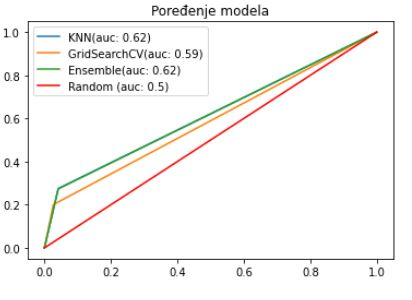 Poređenje modela
1.0
0.8
0.6
0.4
0.2
0.0
KNN(auc: 0.62)
GridSearchCV(auc: 0.59)
Ensemble(auc: 0.62)
Random (auc: 0.5)
0.0 0.2 0.4 0.6 0.8 1.0